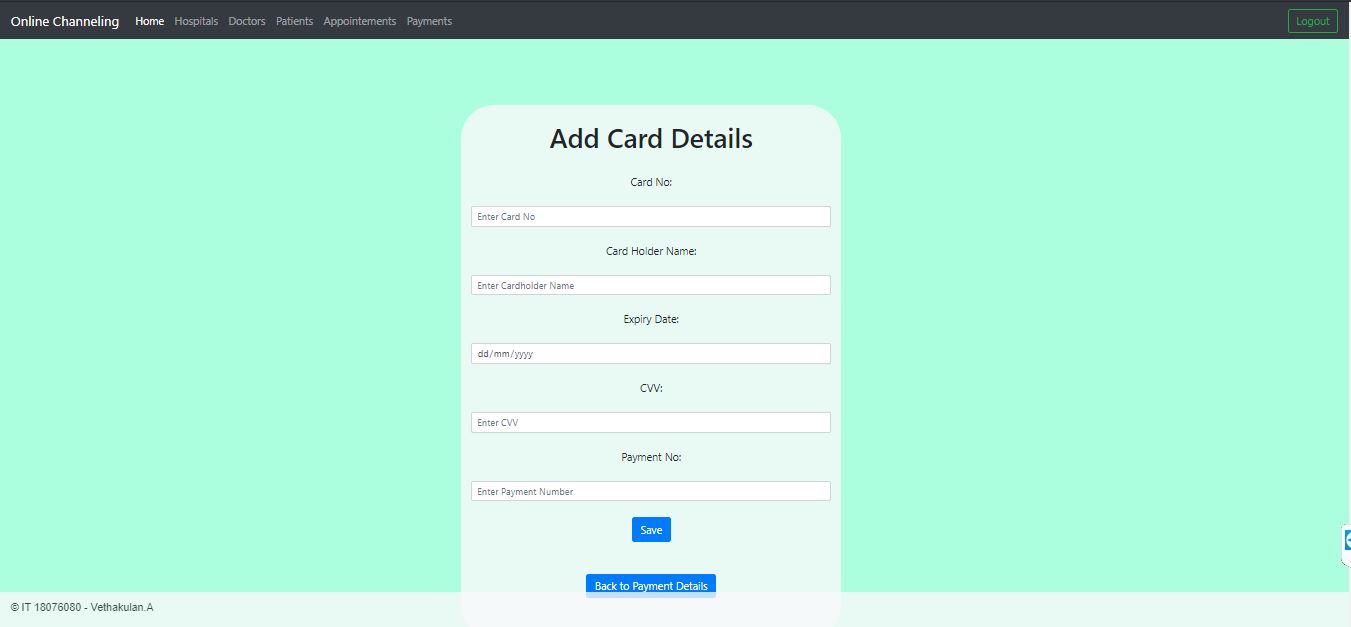 Online Channeling Home Hospitals Doctors Patients Appointements Payments Logout
Add Card Details
Card No:
Enter Card No
Card Holder Name:
Enter Cardholder Name
Expiry Date:
dd/mm/yyyy
CVV:
Enter CVV
Payment No:
Enter Payment Number
Save
Back to Payment Details
© IT 18076080 - Vethakulan.A